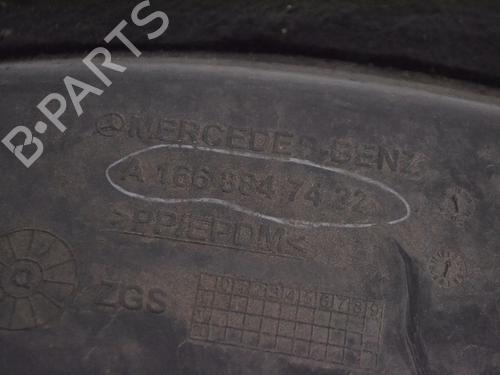 B-PARTS
MERCEDES-BENZ
A 166 884 74 22
>PP/EPDM<
ZGS